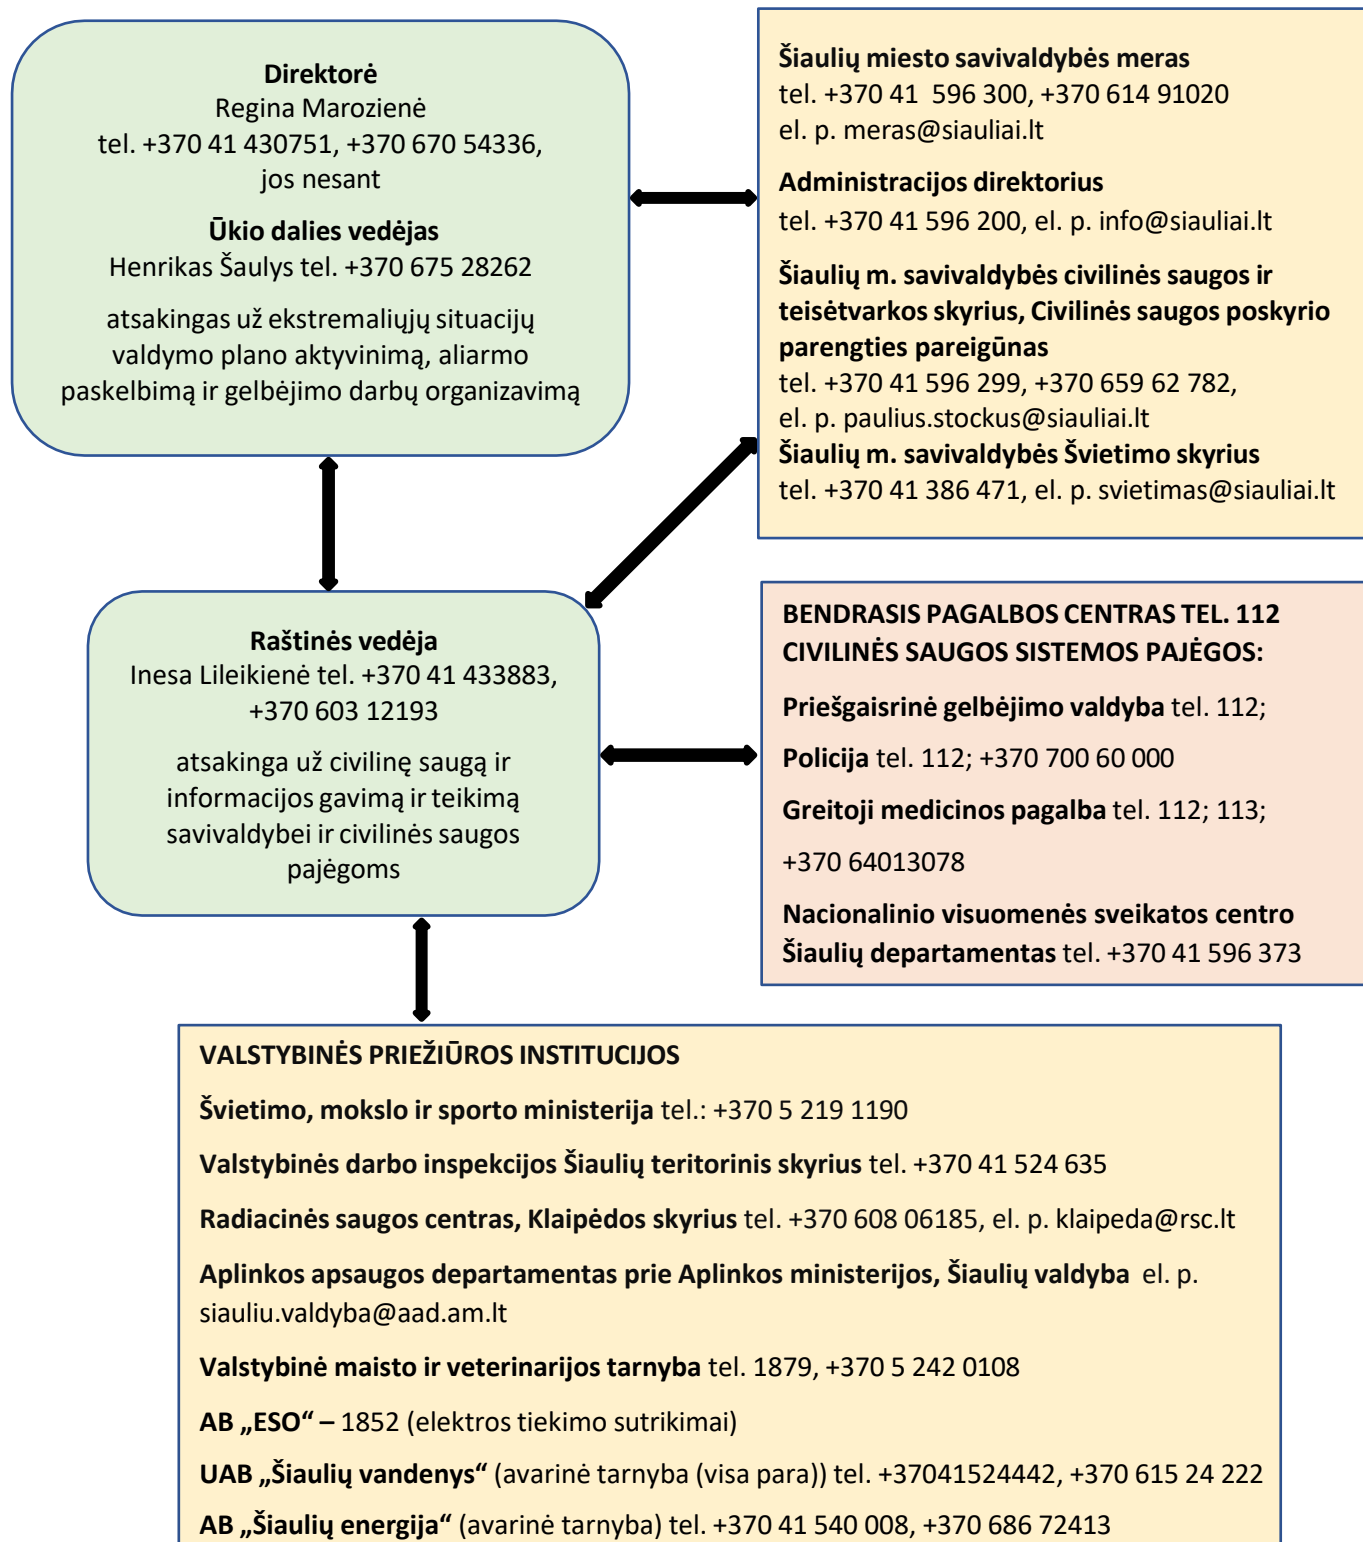 Direktorė
Regina Marozienė
tel. +370 41 430751, +370 670 54336,
jos nesant
Ūkio dalies vedėjas
Henrikas Šaulys tel. +370 675 28262
atsakingas už ekstremaliųjų situacijų
valdymo plano aktyvinimą, aliarmo
paskelbimą ir gelbėjimo darbų organizavimą
Šiaulių miesto savivaldybės meras
tel. +370 41 596 300, +370 614 91020
el. p. meras@siauliai.lt
Administracijos direktorius
tel. +370 41 596 200, el. p. info@siauliai.lt
Šiaulių m. savivaldybės civilinės saugos ir
teisėtvarkos skyrius, Civilinės saugos poskyrio
parengties pareigūnas
tel. +370 41 596 299, +370 659 62 782,
el. p. paulius.stockus@siauliai.lt
Šiaulių m. savivaldybės Švietimo skyrius
tel. +370 41 386 471, el. p. svietimas@siauliai.lt
Raštinės vedėja
Inesa Lileikienė tel. +370 41 433883,
+370 603 12193
atsakinga už civilinę saugą ir
informacijos gavimą ir teikimą
savivaldybei ir civilinės saugos
pajėgoms
BENDRASIS PAGALBOS CENTRAS TEL. 112
CIVILINĖS SAUGOS SISTEMOS PAJĖGOS:
Priešgaisrinė gelbėjimo valdyba tel. 112;
Policija tel. 112; +370 700 60 000
Greitoji medicinos pagalba tel. 112; 113;
+370 64013078
Nacionalinio visuomenės sveikatos centro
Šiaulių departamentas tel. +370 41 596 373
VALSTYBINĖS PRIEŽIŪROS INSTITUCIJOS
Švietimo, mokslo ir sporto ministerija tel.: +370 5 219 1190
Valstybinės darbo inspekcijos Šiaulių teritorinis skyrius tel. +370 41 524 635
Radiacinės saugos centras, Klaipėdos skyrius tel. +370 608 06185, el. p. klaipeda@rsc.lt
Aplinkos apsaugos departamentas prie Aplinkos ministerijos, Šiaulių valdyba el. p.
siauliu.valdyba@aad.am.lt
Valstybinė maisto ir veterinarijos tarnyba tel. 1879, +370 5 242 0108
AB „ESO“ – 1852 (elektros tiekimo sutrikimai)
UAB „Šiaulių vandenys“ (avarinė tarnyba (visa para)) tel. +37041524442, +370 615 24 222
AB „Šiaulių energija“ (avarinė tarnyba) tel. +370 41 540 008, +370 686 72413